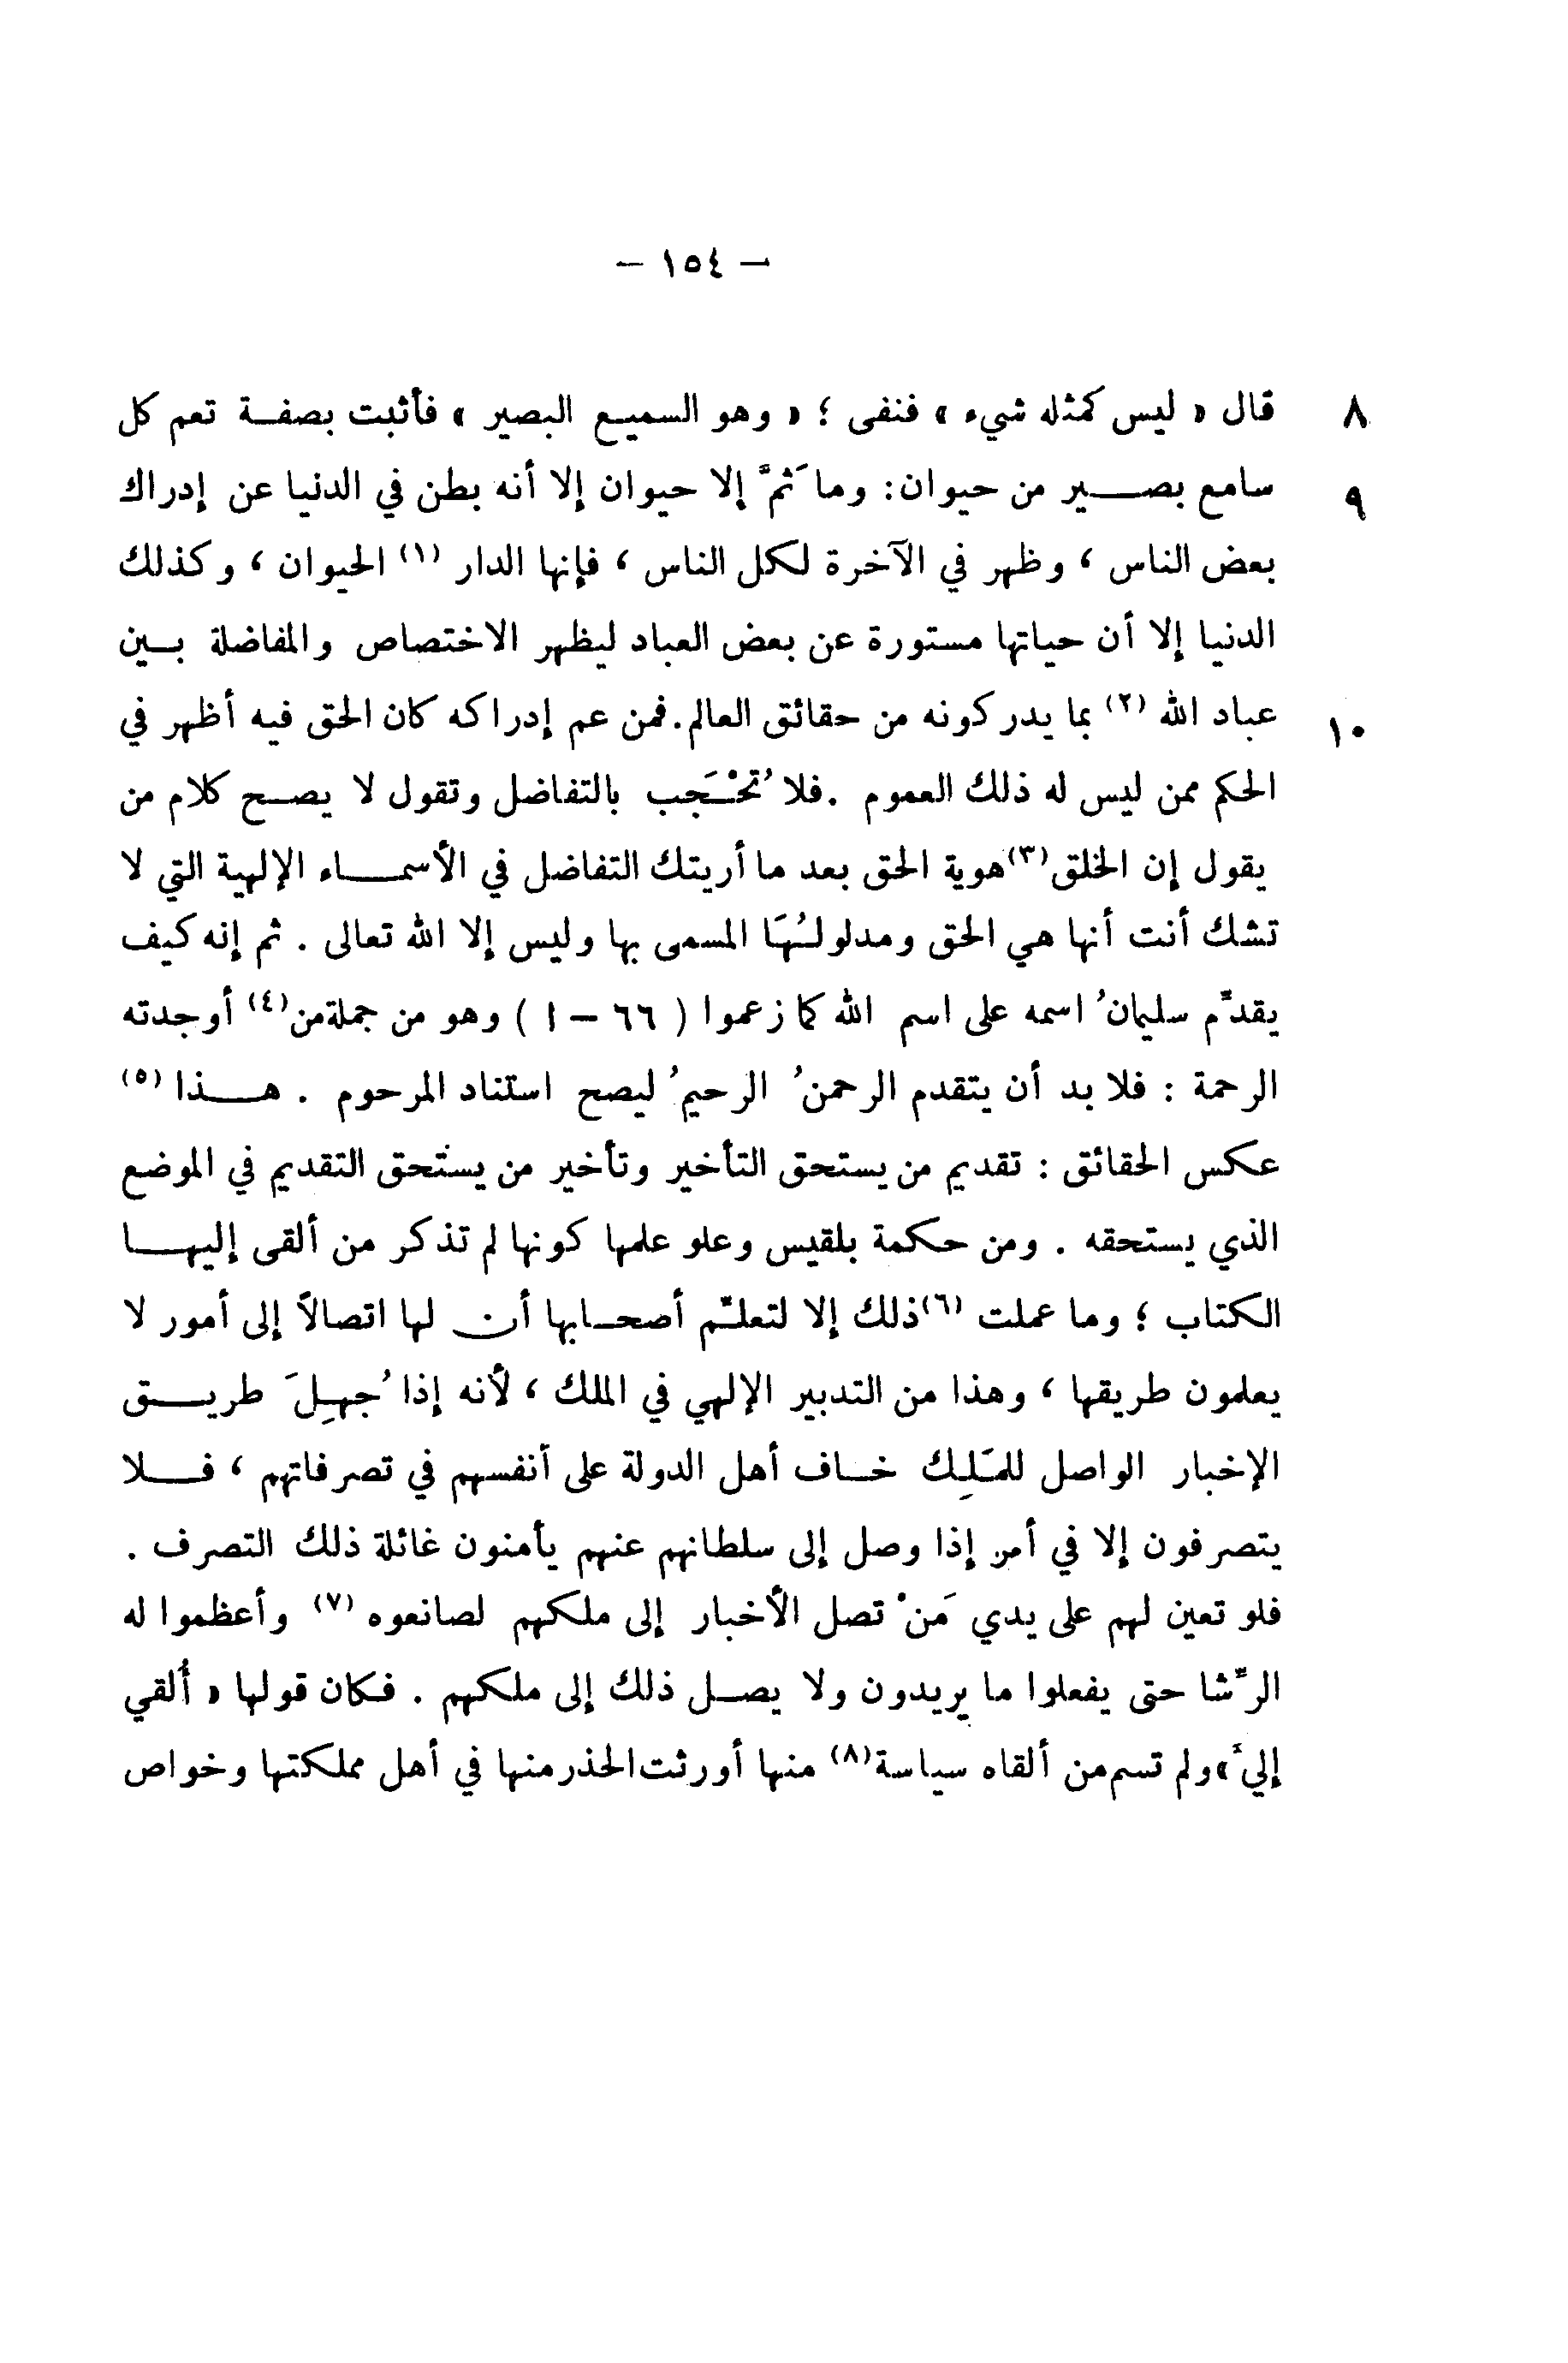 – ١٥٤ –
٨ قال « ليس كمثله شيء » فنفى ؛ « وهو السميع البصير » فأثبت بصفة تعم كل
٩ سامع بصير من حيوان: وما ثَمَّ إلا حيوان إلا أنه بطن في الدنيا عن إدراك
بعض الناس ، وظهر في الآخرة لكل الناس ، فإنها الدار (١) الحيوان ، وكذلك
الدنيا إلا أن حياتها مستورة عن بعض العباد ليظهر الاختصاص والمفاضلة بين
١٠ عباد الله (٢) بما يدركونه من حقائق العالم. فمن عم إدراكه كان الحق فيه أظهر في
الحكم ممن ليس له ذلك العموم . فلا تُحْجَب بالتفاضل وتقول لا يصح كلام من
يقول إن الخلق (٣) هوية الحق بعد ما أريتك التفاضل في الأسماء الإلهية التي لا
تشك أنت أنها هي الحق ومدلولُهَا المسمى بها وليس إلا الله تعالى . ثم إنه كيف
يقدِّم سليمانُ اسمه على اسم الله كما زعموا ( ٦٦ – ا ) وهو من جملة من (٤) أوجدته
الرحمة : فلا بد أن يتقدم الرحمنُ الرحيمُ ليصح استناد المرحوم . هذا (٥)
عكس الحقائق : تقديم من يستحق التأخير وتأخير من يستحق التقديم في الموضع
الذي يستحقه . ومن حكمة بلقيس وعلو علمها كونها لم تذكر من ألقى إليها
الكتاب ؛ وما عملت (٦) ذلك إلا لتعلِّم أصحابها أن لها اتصالاً إلى أمور لا
يعلمون طريقها ، وهذا من التدبير الإلهي في الملك ، لأنه إذا جُهِلَ طريق
الإخبار الواصل للمَلِك خاف أهل الدولة على أنفسهم في تصرفاتهم ، فلا
يتصرفون إلا في أمر إذا وصل إلى سلطانهم عنهم يأمنون غائلة ذلك التصرف .
فلو تعين لهم على يدي مَنْ تصل الأخبار إلى ملكهم لصانعوه (٧) وأعظموا له
الرِّشا حتى يفعلوا ما يريدون ولا يصل ذلك إلى ملكهم . فكان قولها « أُلقي
إليَّ » ولم تسم من ألقاه سياسة (٨) منها أورثت الحذر منها في أهل مملكتها وخواص